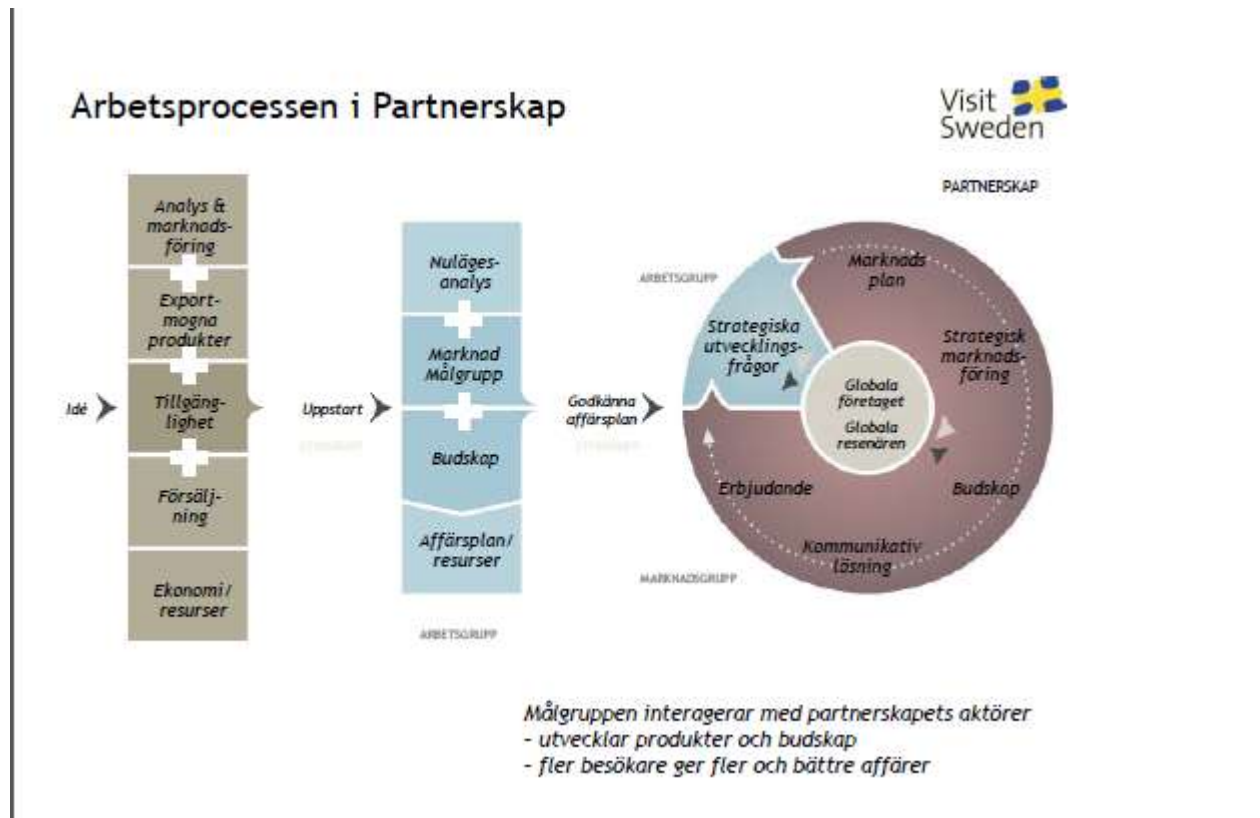 Arbetsprocessen i Partnerskap
Visit
Sweden
PARTNERSKAP
Idé
Analys &
marknads-
föring
Export-
mogna
produkter
Tillgäng-
lighet
Försälj-
ning
Ekonomi/
resurser
Uppstart
Nuläges-
analys
Marknad
Målgrupp
Budskap
Affärsplan/
resurser
ARBETSGRUPP
Godkänna
affärsplan
ARBETSGRUPP
Strategiska
utvecklings-
frågor
Marknads
plan
Strategisk
marknads-
föring
Globala
företaget
Globala
resenären
Erbjudande
Budskap
Kommunikativ
lösning
MARKNADSGRUPP
Målgruppen interagerar med partnerskapets aktörer
– utvecklar produkter och budskap
– fler besökare ger fler och bättre affärer